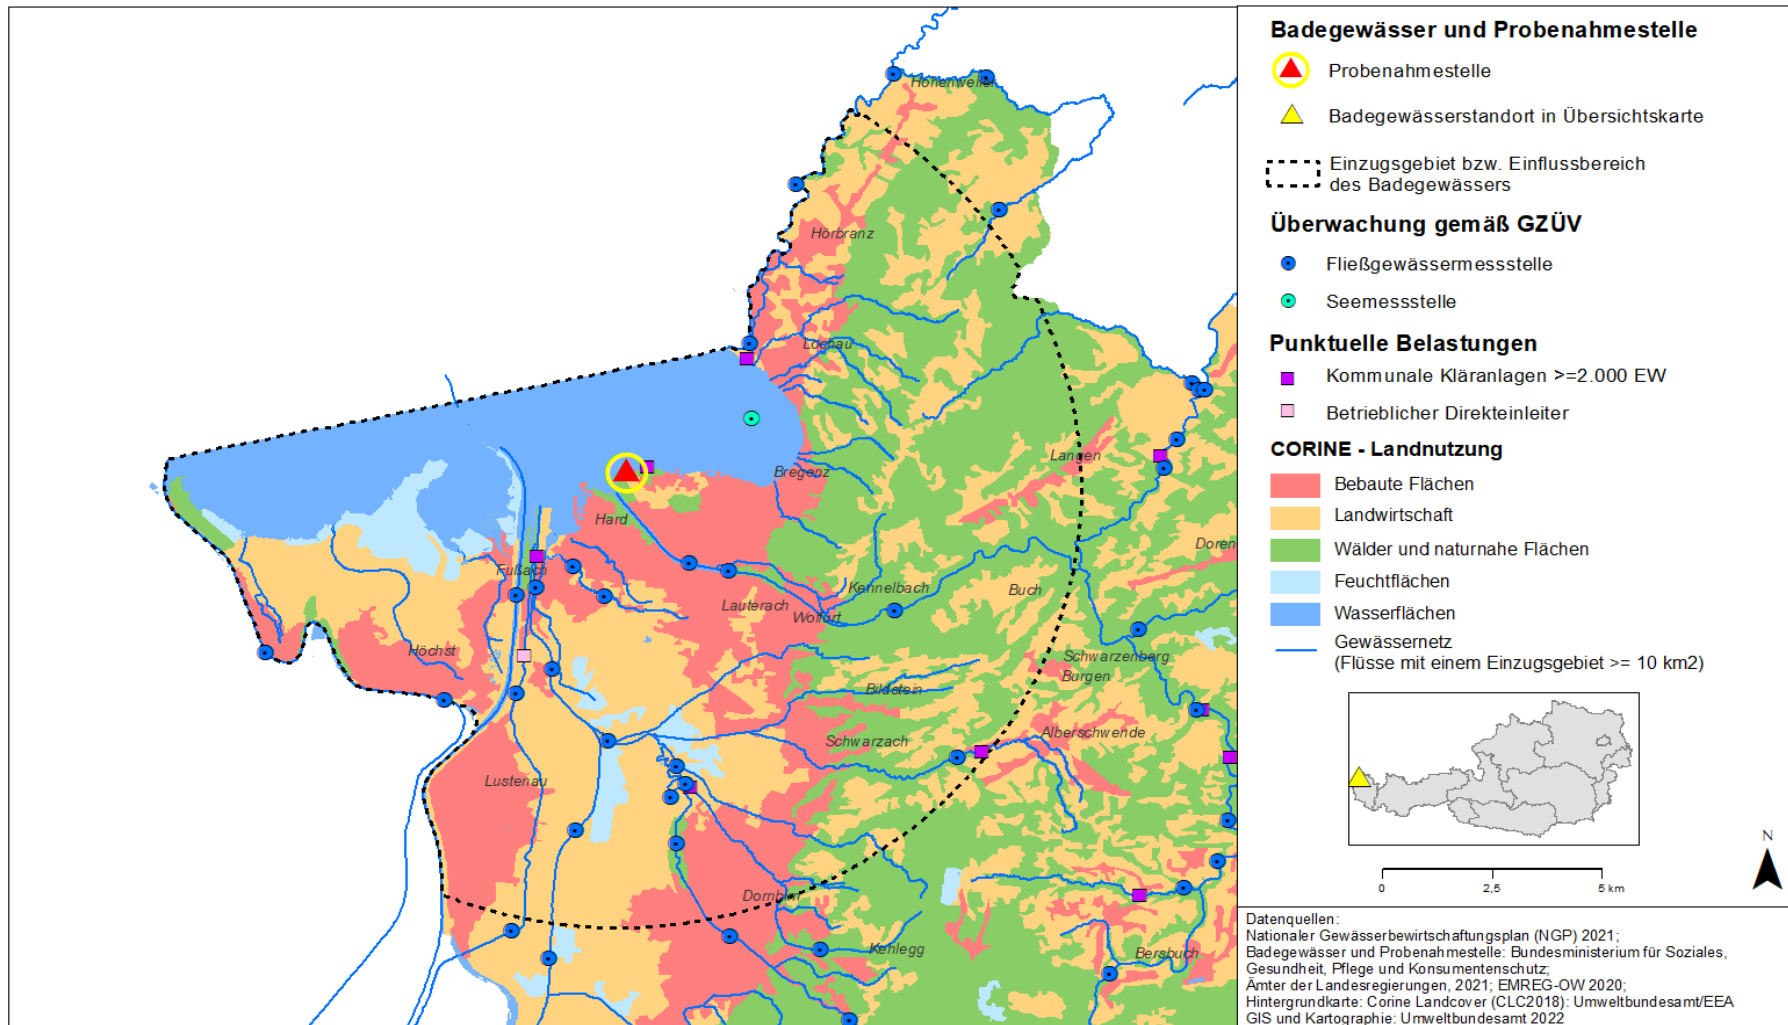 Hohenweiler
Hörbranz
Lochau
Bregenz
Langen
Hard
Doren
Fußach
Kennelbach
Buch
Lauterach
Wolfurt
Höchst
Schwarzenberg
Burgen
Bildstein
Alberschwende
Schwarzach
Lustenau
Dornbirn
Kehlegg
Bersbuch
Badegewässer und Probenahmestelle
Probenahmestelle
Badegewässerstandort in Übersichtskarte
Einzugsgebiet bzw. Einflussbereich
des Badegewässers
Überwachung gemäß GZÜV
Fließgewässermessstelle
Seemessstelle
Punktuelle Belastungen
Kommunale Kläranlagen >=2.000 EW
Betrieblicher Direkteinleiter
CORINE - Landnutzung
Bebaute Flächen
Landwirtschaft
Wälder und naturnahe Flächen
Feuchtflächen
Wasserflächen
Gewässernetz
(Flüsse mit einem Einzugsgebiet >= 10 km2)
N
0 2,5 5 km
Datenquellen:
Nationaler Gewässerbewirtschaftungsplan (NGP) 2021;
Badegewässer und Probenahmestelle: Bundesministerium für Soziales,
Gesundheit, Pflege und Konsumentenschutz;
Ämter der Landesregierungen, 2021; EMREG-OW 2020;
Hintergrundkarte: Corine Landcover (CLC2018): Umweltbundesamt/EEA
GIS und Kartographie: Umweltbundesamt 2022